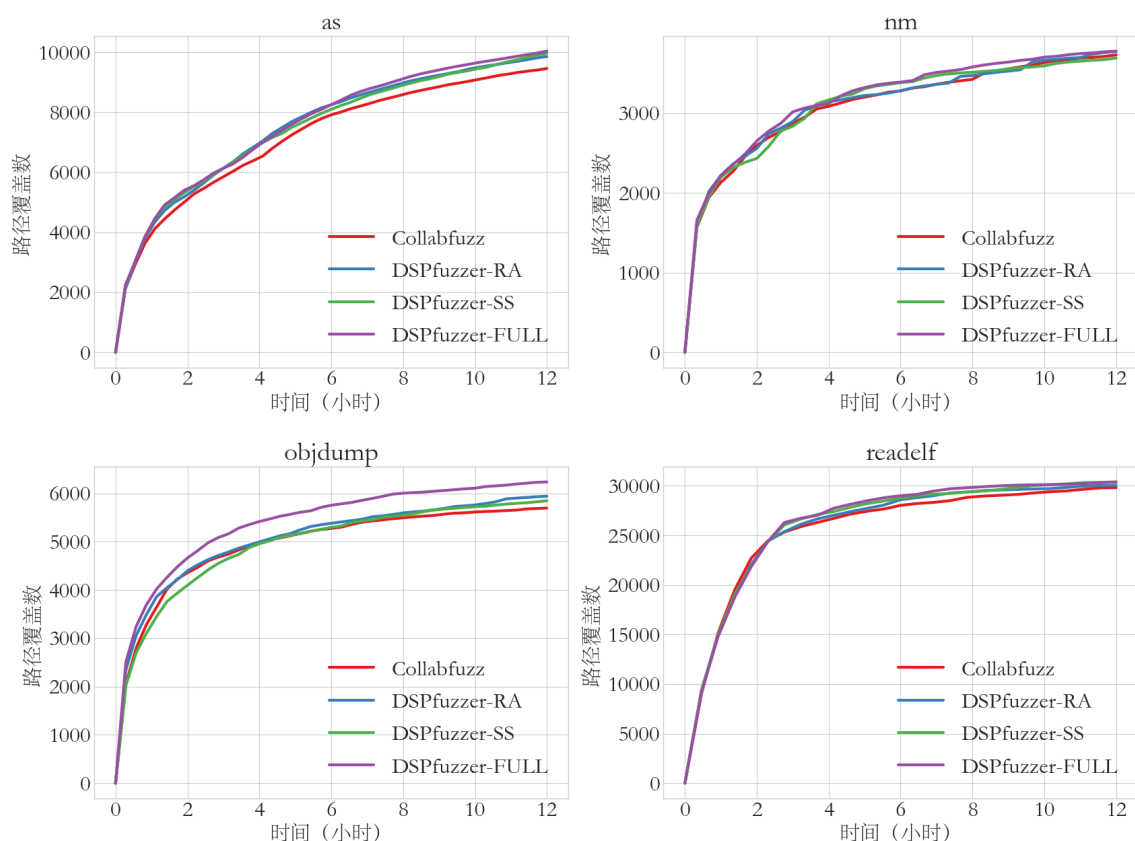 as
10000
8000
6000
4000
2000
0
路径覆盖数
Collabfuzz
DSPfuzzer-RA
DSPfuzzer-SS
DSPfuzzer-FULL
0 2 4 6 8 10 12
时间（小时）
nm
3000
2000
1000
0
路径覆盖数
Collabfuzz
DSPfuzzer-RA
DSPfuzzer-SS
DSPfuzzer-FULL
0 2 4 6 8 10 12
时间（小时）
objdump
6000
5000
4000
3000
2000
1000
0
路径覆盖数
Collabfuzz
DSPfuzzer-RA
DSPfuzzer-SS
DSPfuzzer-FULL
0 2 4 6 8 10 12
时间（小时）
readelf
30000
25000
20000
15000
10000
5000
0
路径覆盖数
Collabfuzz
DSPfuzzer-RA
DSPfuzzer-SS
DSPfuzzer-FULL
0 2 4 6 8 10 12
时间（小时）